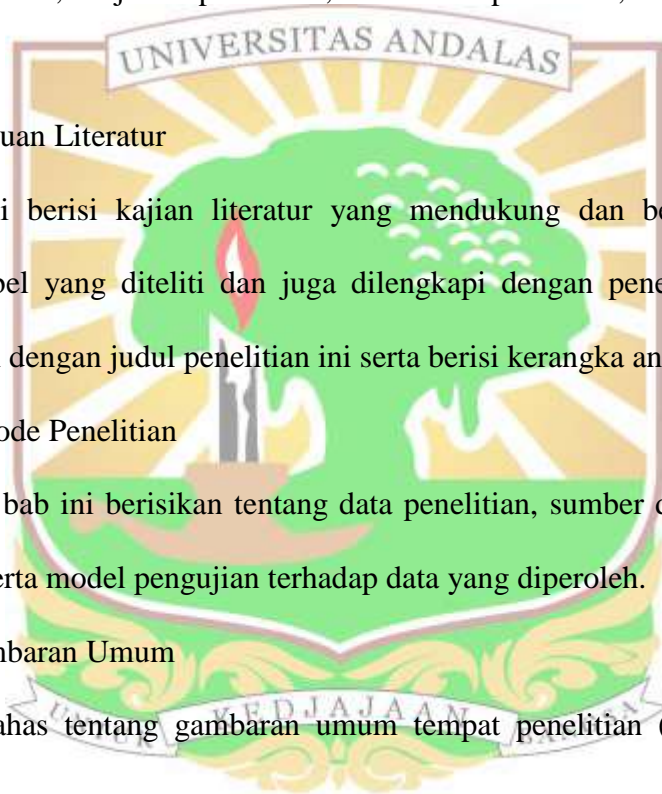 UNIVERSITAS ANDALAS
uan Literatur
i berisi kajian literatur yang mendukung dan be
bel yang diteliti dan juga dilengkapi dengan pene
dengan judul penelitian ini serta berisi kerangka an
ode Penelitian
bab ini berisikan tentang data penelitian, sumber d
erta model pengujian terhadap data yang diperoleh.
mbaran Umum
ahas tentang gambaran umum tempat penelitian (
UNTUK KEDJAJAAN BANGSA